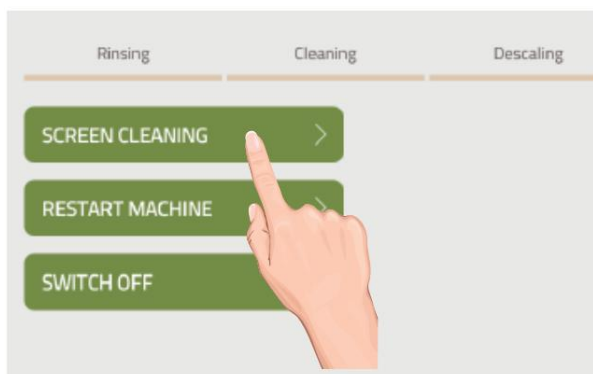 Rinsing Cleaning Descaling
SCREEN CLEANING
RESTART MACHINE
SWITCH OFF